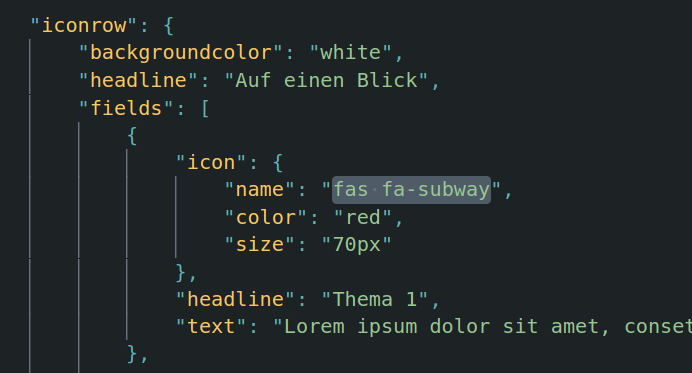 "iconrow": {
"backgroundcolor": "white",
"headline": "Auf einen Blick",
"fields": [
{
"icon": {
"name": "fas fa-subway",
"color": "red",
"size": "70px"
},
"headline": "Thema 1",
"text": "Lorem ipsum dolor sit amet, conset
},